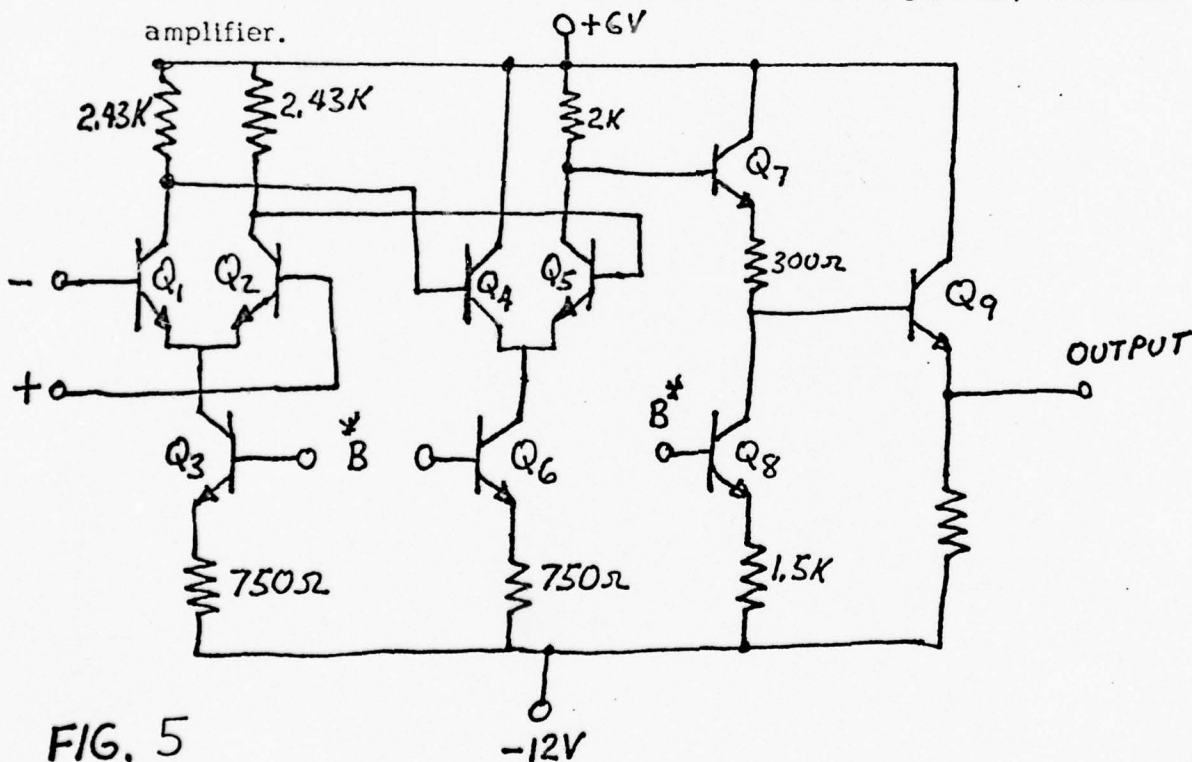 amplifier.
+6V
2.43K
2.43K
2K
Q7
300Ω
-
Q1
Q2
Q4
Q5
Q9
OUTPUT
+
Q3
B*
Q6
B*
Q8
750Ω
750Ω
1.5K
-12V
FIG. 5